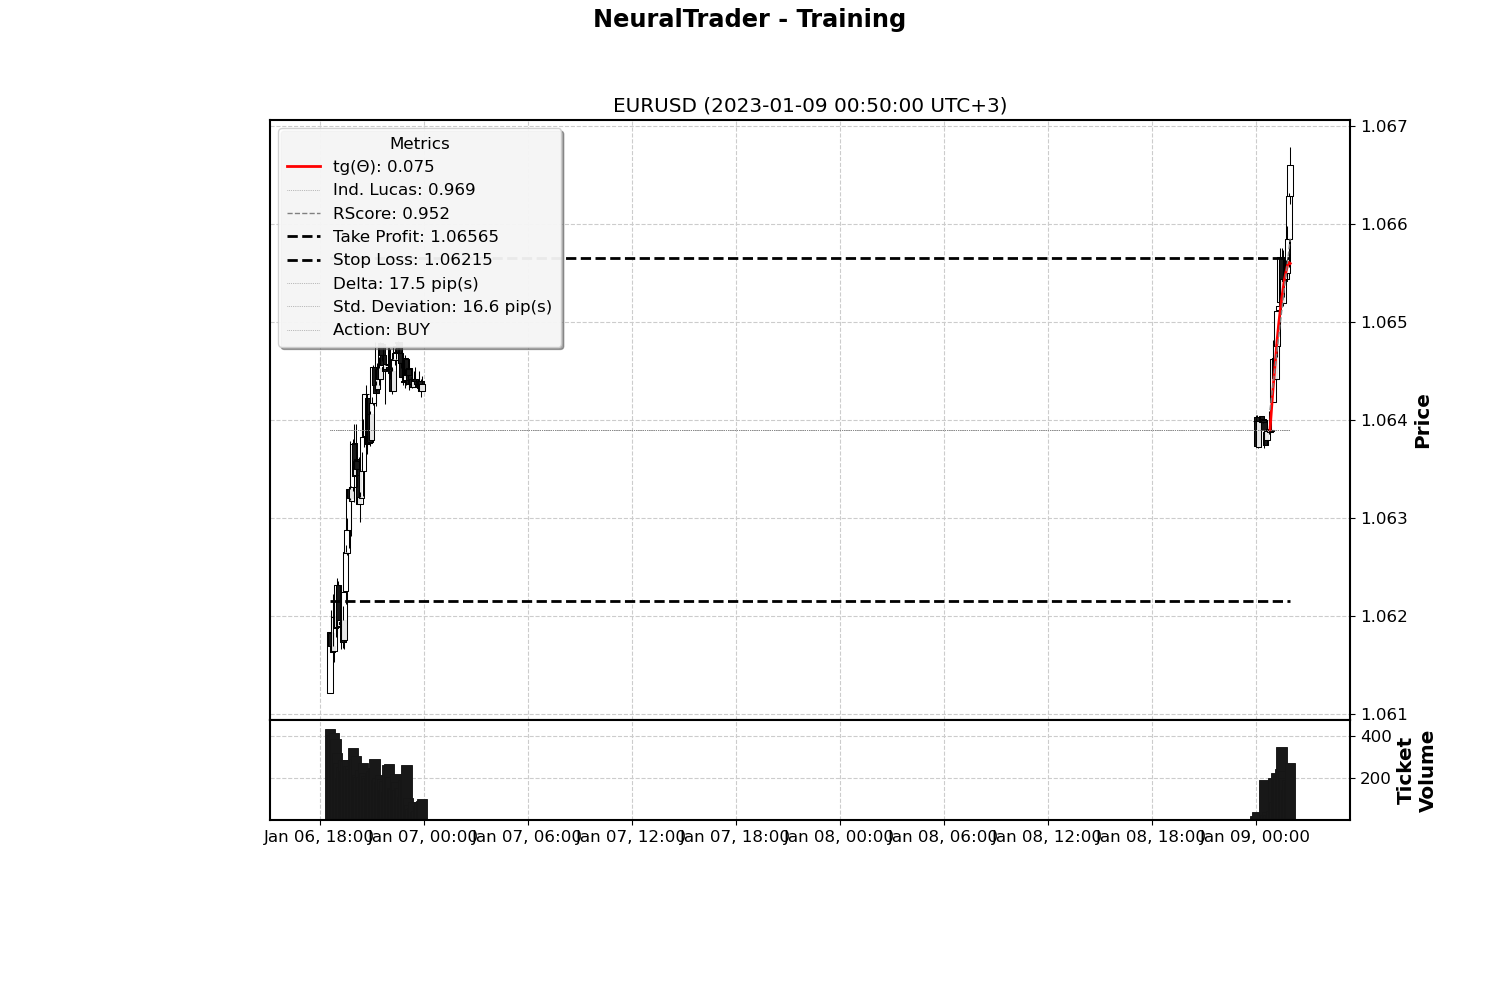 NeuralTrader - Training
EURUSD (2023-01-09 00:50:00 UTC+3)
Metrics
tg(Θ): 0.075
Ind. Lucas: 0.969
RScore: 0.952
Take Profit: 1.06565
Stop Loss: 1.06215
Delta: 17.5 pip(s)
Std. Deviation: 16.6 pip(s)
Action: BUY
1.067
1.066
1.065
1.064
1.063
1.062
1.061
Price
400
200
Ticket
Volume
Jan 06, 18:00
Jan 07, 00:00
Jan 07, 06:00
Jan 07, 12:00
Jan 07, 18:00
Jan 08, 00:00
Jan 08, 06:00
Jan 08, 12:00
Jan 08, 18:00
Jan 09, 00:00